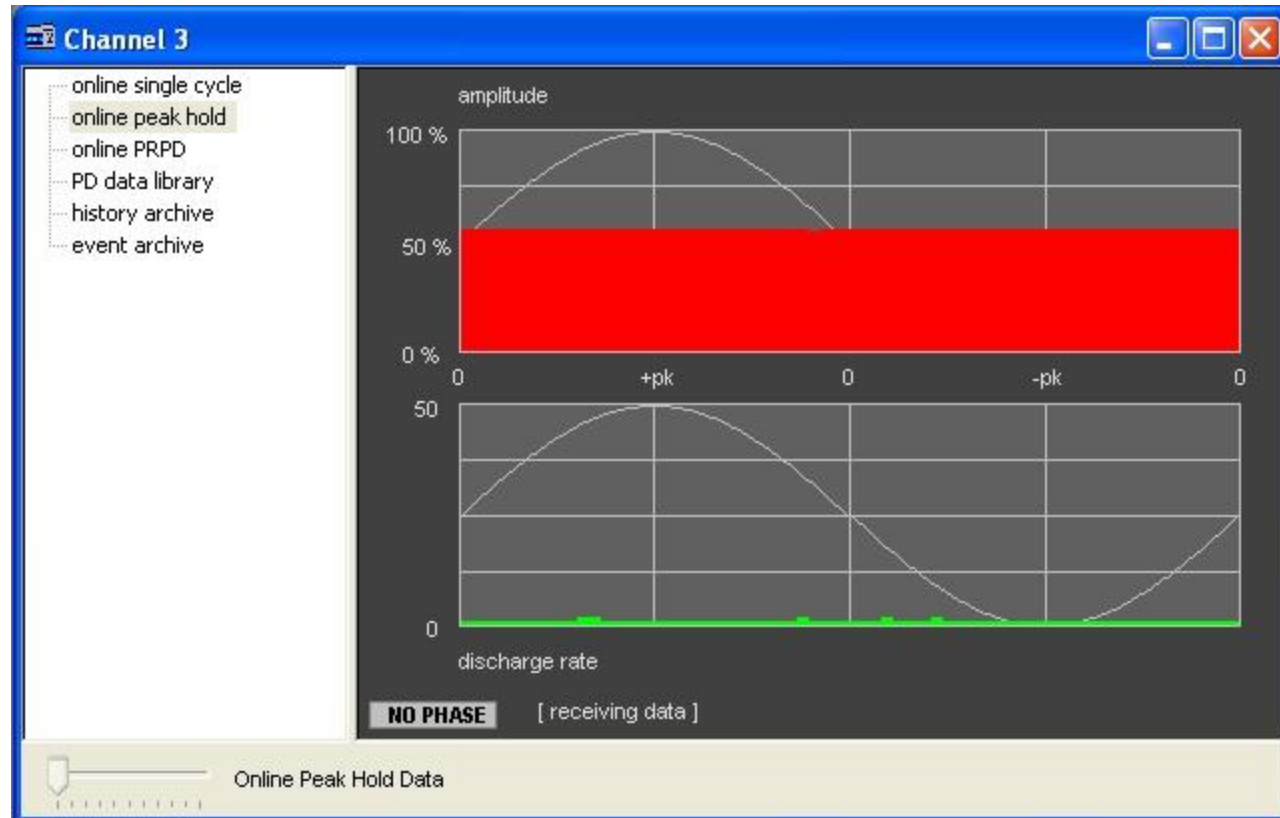 Channel 3
online single cycle
online peak hold
online PRPD
PD data library
history archive
event archive
amplitude
100 %
50 %
0 %
0 +pk 0 -pk 0
50
0
discharge rate
NO PHASE [ receiving data ]
Online Peak Hold Data